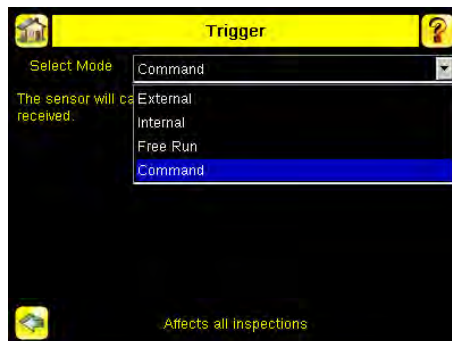 Trigger
Select Mode Command
The sensor will ca
received.
External
Internal
Free Run
Command
Affects all inspections